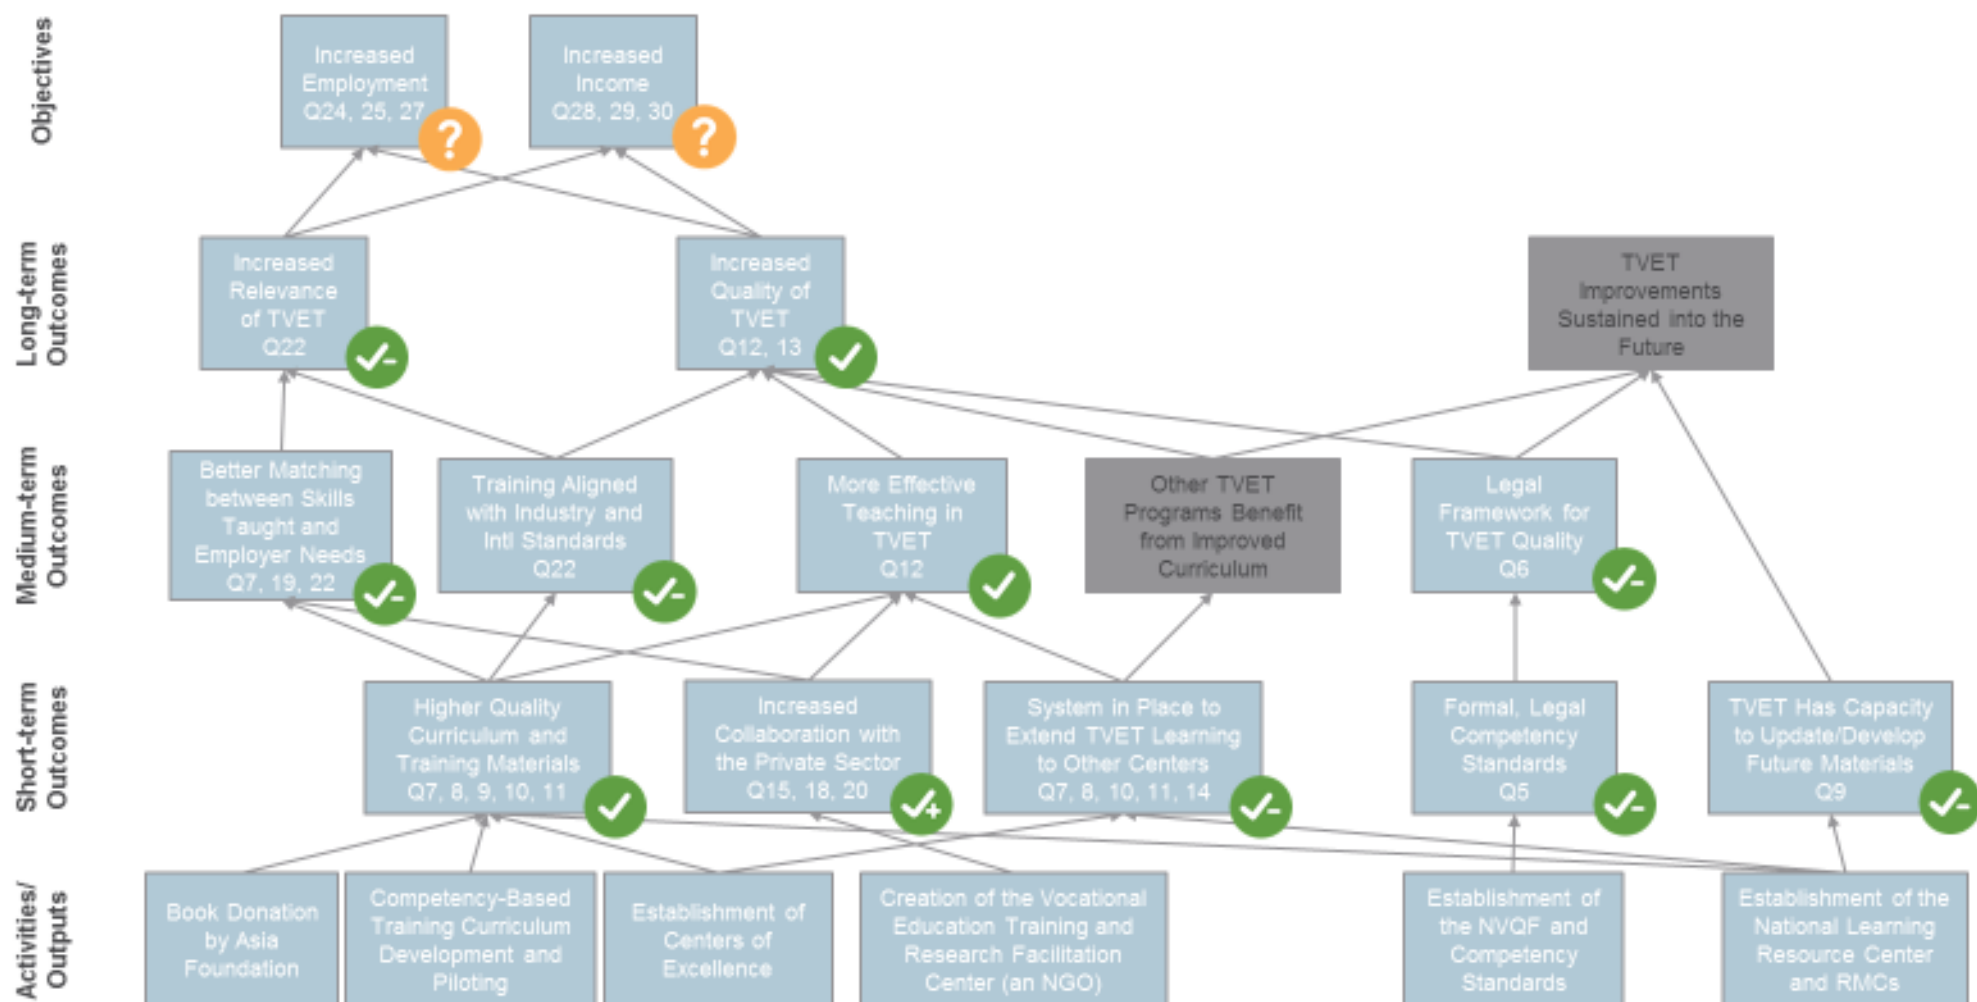 Objectives
Increased
Employment
Q24, 25, 27
?
Increased
Income
Q28, 29, 30
?
Long-term
Outcomes
Increased
Relevance
of TVET
Q22
Increased
Quality of
TVET
Q12, 13
TVET
Improvements
Sustained into the
Future
Medium-term
Outcomes
Better Matching
between Skills
Taught and
Employer Needs
Q7, 19, 22
Training Aligned
with Industry and
Intl Standards
Q22
More Effective
Teaching in
TVET
Q12
Other TVET
Programs Benefit
from Improved
Curriculum
Legal
Framework for
TVET Quality
Q6
Short-term
Outcomes
Higher Quality
Curriculum and
Training Materials
Q7, 8, 9, 10, 11
Increased
Collaboration with
the Private Sector
Q15, 18, 20
System in Place to
Extend TVET Learning
to Other Centers
Q7, 8, 10, 11, 14
Formal, Legal
Competency
Standards
Q5
TVET Has Capacity
to Update/Develop
Future Materials
Q9
Activities/
Outputs
Book Donation
by Asia
Foundation
Competency-Based
Training Curriculum
Development and
Piloting
Establishment of
Centers of
Excellence
Creation of the Vocational
Education Training and
Research Facilitation
Center (an NGO)
Establishment of
the NVQF and
Competency
Standards
Establishment of the
National Learning
Resource Center
and RMCs